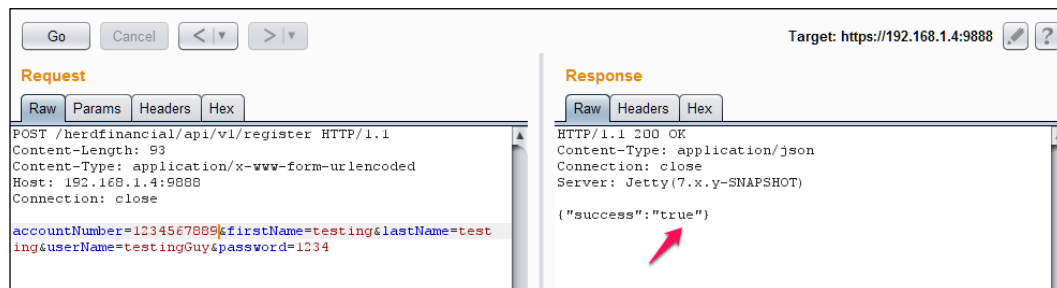 Go Cancel < > Target: https://192.168.1.4:9888 ?
Request
Raw Params Headers Hex
POST /herdfinancial/api/v1/register HTTP/1.1
Content-Length: 93
Content-Type: application/x-www-form-urlencoded
Host: 192.168.1.4:9888
Connection: close
accountNumber=1234567889&firstName=testing&lastName=test
ing&userName=testingGuy&password=1234
Response
Raw Headers Hex
HTTP/1.1 200 OK
Content-Type: application/json
Connection: close
Server: Jetty(7.x.y-SNAPSHOT)
{"success":"true"}